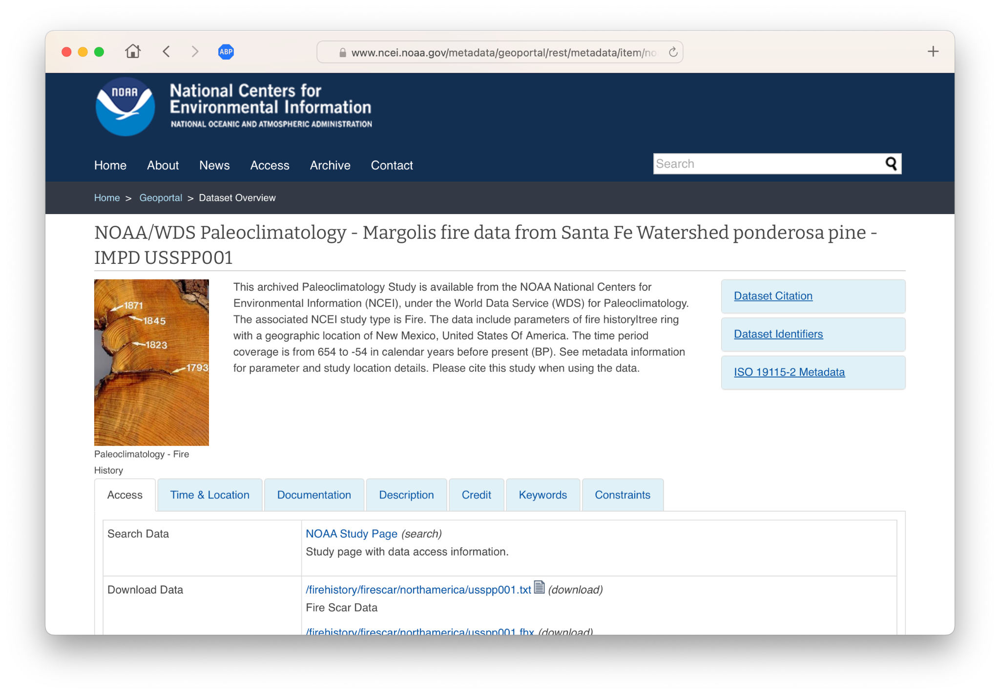 ABP
www.ncei.noaa.gov/metadata/geoportal/rest/metadata/item/no
NOAA
National Centers for
Environmental Information
NATIONAL OCEANIC AND ATMOSPHERIC ADMINISTRATION
Home About News Access Archive Contact
Search
Home > Geoportal > Dataset Overview
NOAA/WDS Paleoclimatology - Margolis fire data from Santa Fe Watershed ponderosa pine -
IMPD USSPP001
1871
1845
1823
1793
This archived Paleoclimatology Study is available from the NOAA National Centers for
Environmental Information (NCEI), under the World Data Service (WDS) for Paleoclimatology.
The associated NCEI study type is Fire. The data include parameters of fire history|tree ring
with a geographic location of New Mexico, United States Of America. The time period
coverage is from 654 to -54 in calendar years before present (BP). See metadata information
for parameter and study location details. Please cite this study when using the data.
Dataset Citation
Dataset Identifiers
ISO 19115-2 Metadata
Paleoclimatology - Fire
History
Access Time & Location Documentation Description Credit Keywords Constraints
Search Data
NOAA Study Page (search)
Study page with data access information.
Download Data
/firehistory/firescar/northamerica/usspp001.txt (download)
Fire Scar Data
/firehistory/firescar/northamerica/usspp001.fhx (download)